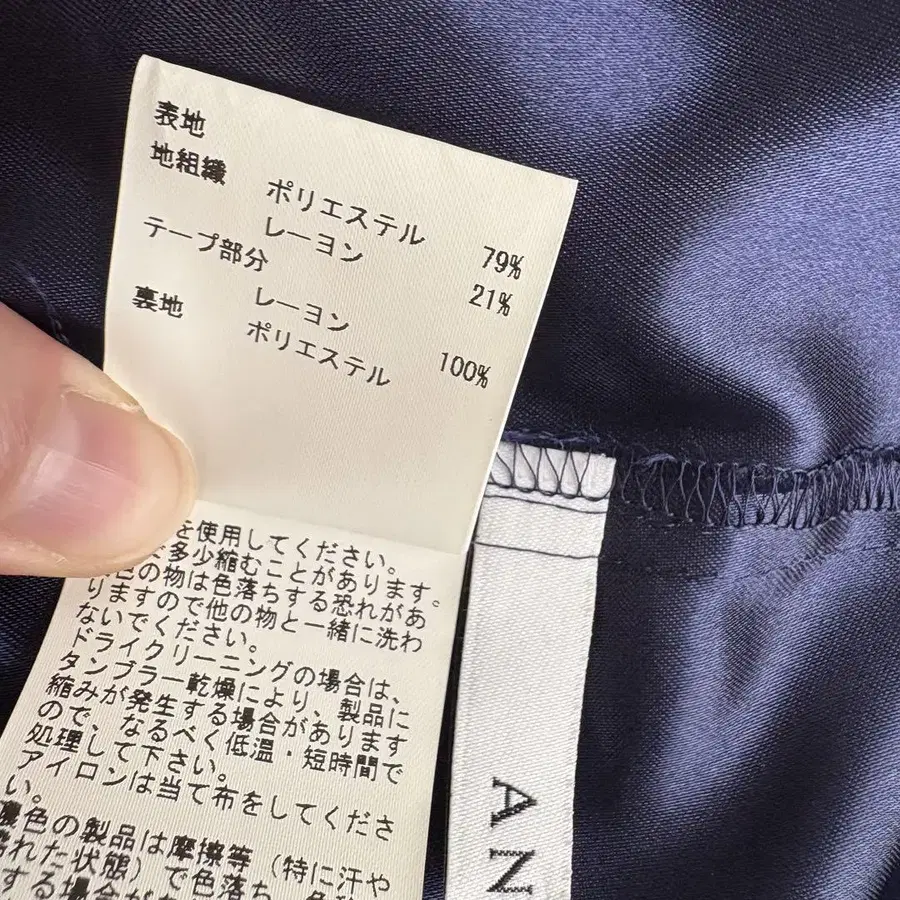 表地
地組織
ポリエステル 79%
レーヨン 21%
テープ部分
レーヨン
裏地
ポリエステル 100%
を使用してください。
で多少縮むことがあります。
色の物は色落ちする恐れがあ
りますので他の物と一緒に洗わ
ないでください。
ドライクリーニングの場合は、
タンブラー乾燥により、製品に
縮みが発生する場合があります
ので、なるべく低温・短時間で
処理して下さい。
アイロンは当て布をしてくださ
い。
濃色の製品は摩擦等(特に汗や
れた状態)で色落ち
する場合が
AN